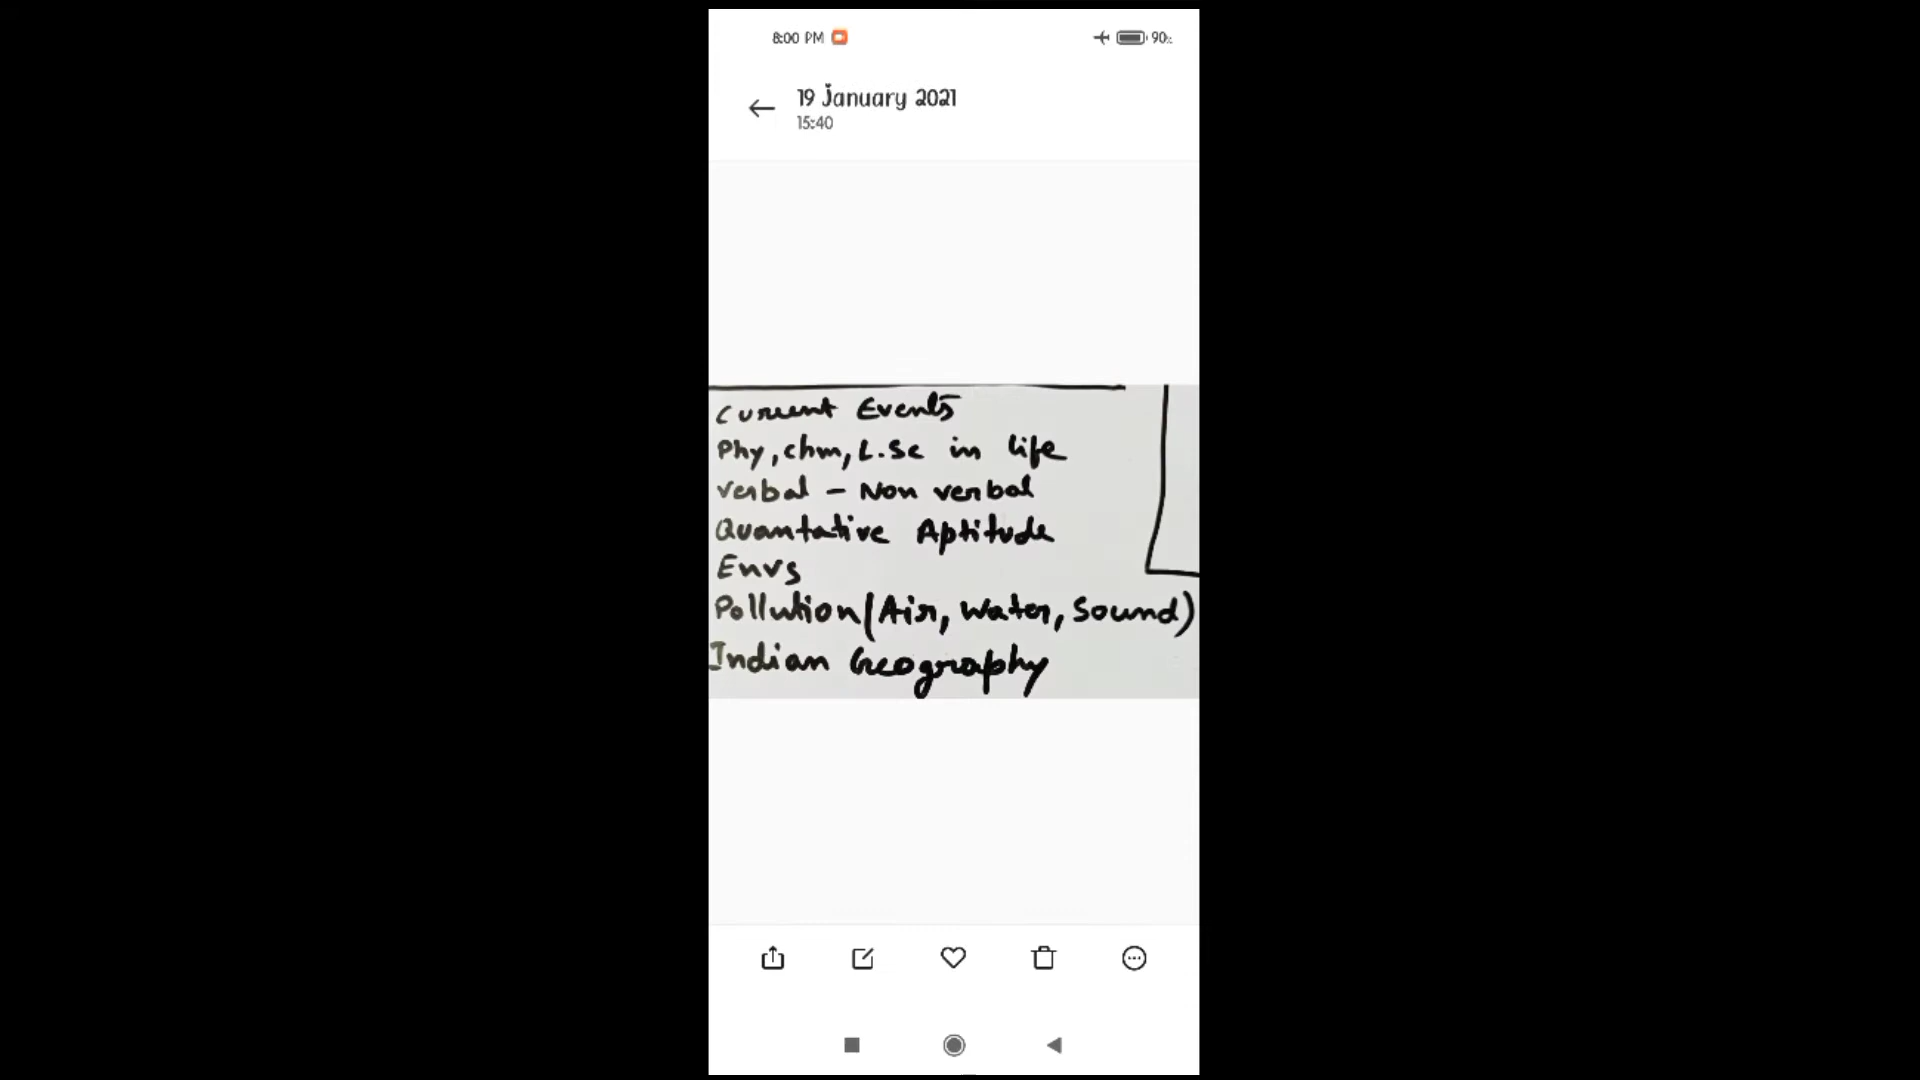 8:00 PM
90%
19 January 2021
15:40
Current Events
Phy, chm, L.Sc in life
verbal - Non verbal
Quantative Aptitude
Envs
Pollution (Air, Water, Sound)
Indian Geography